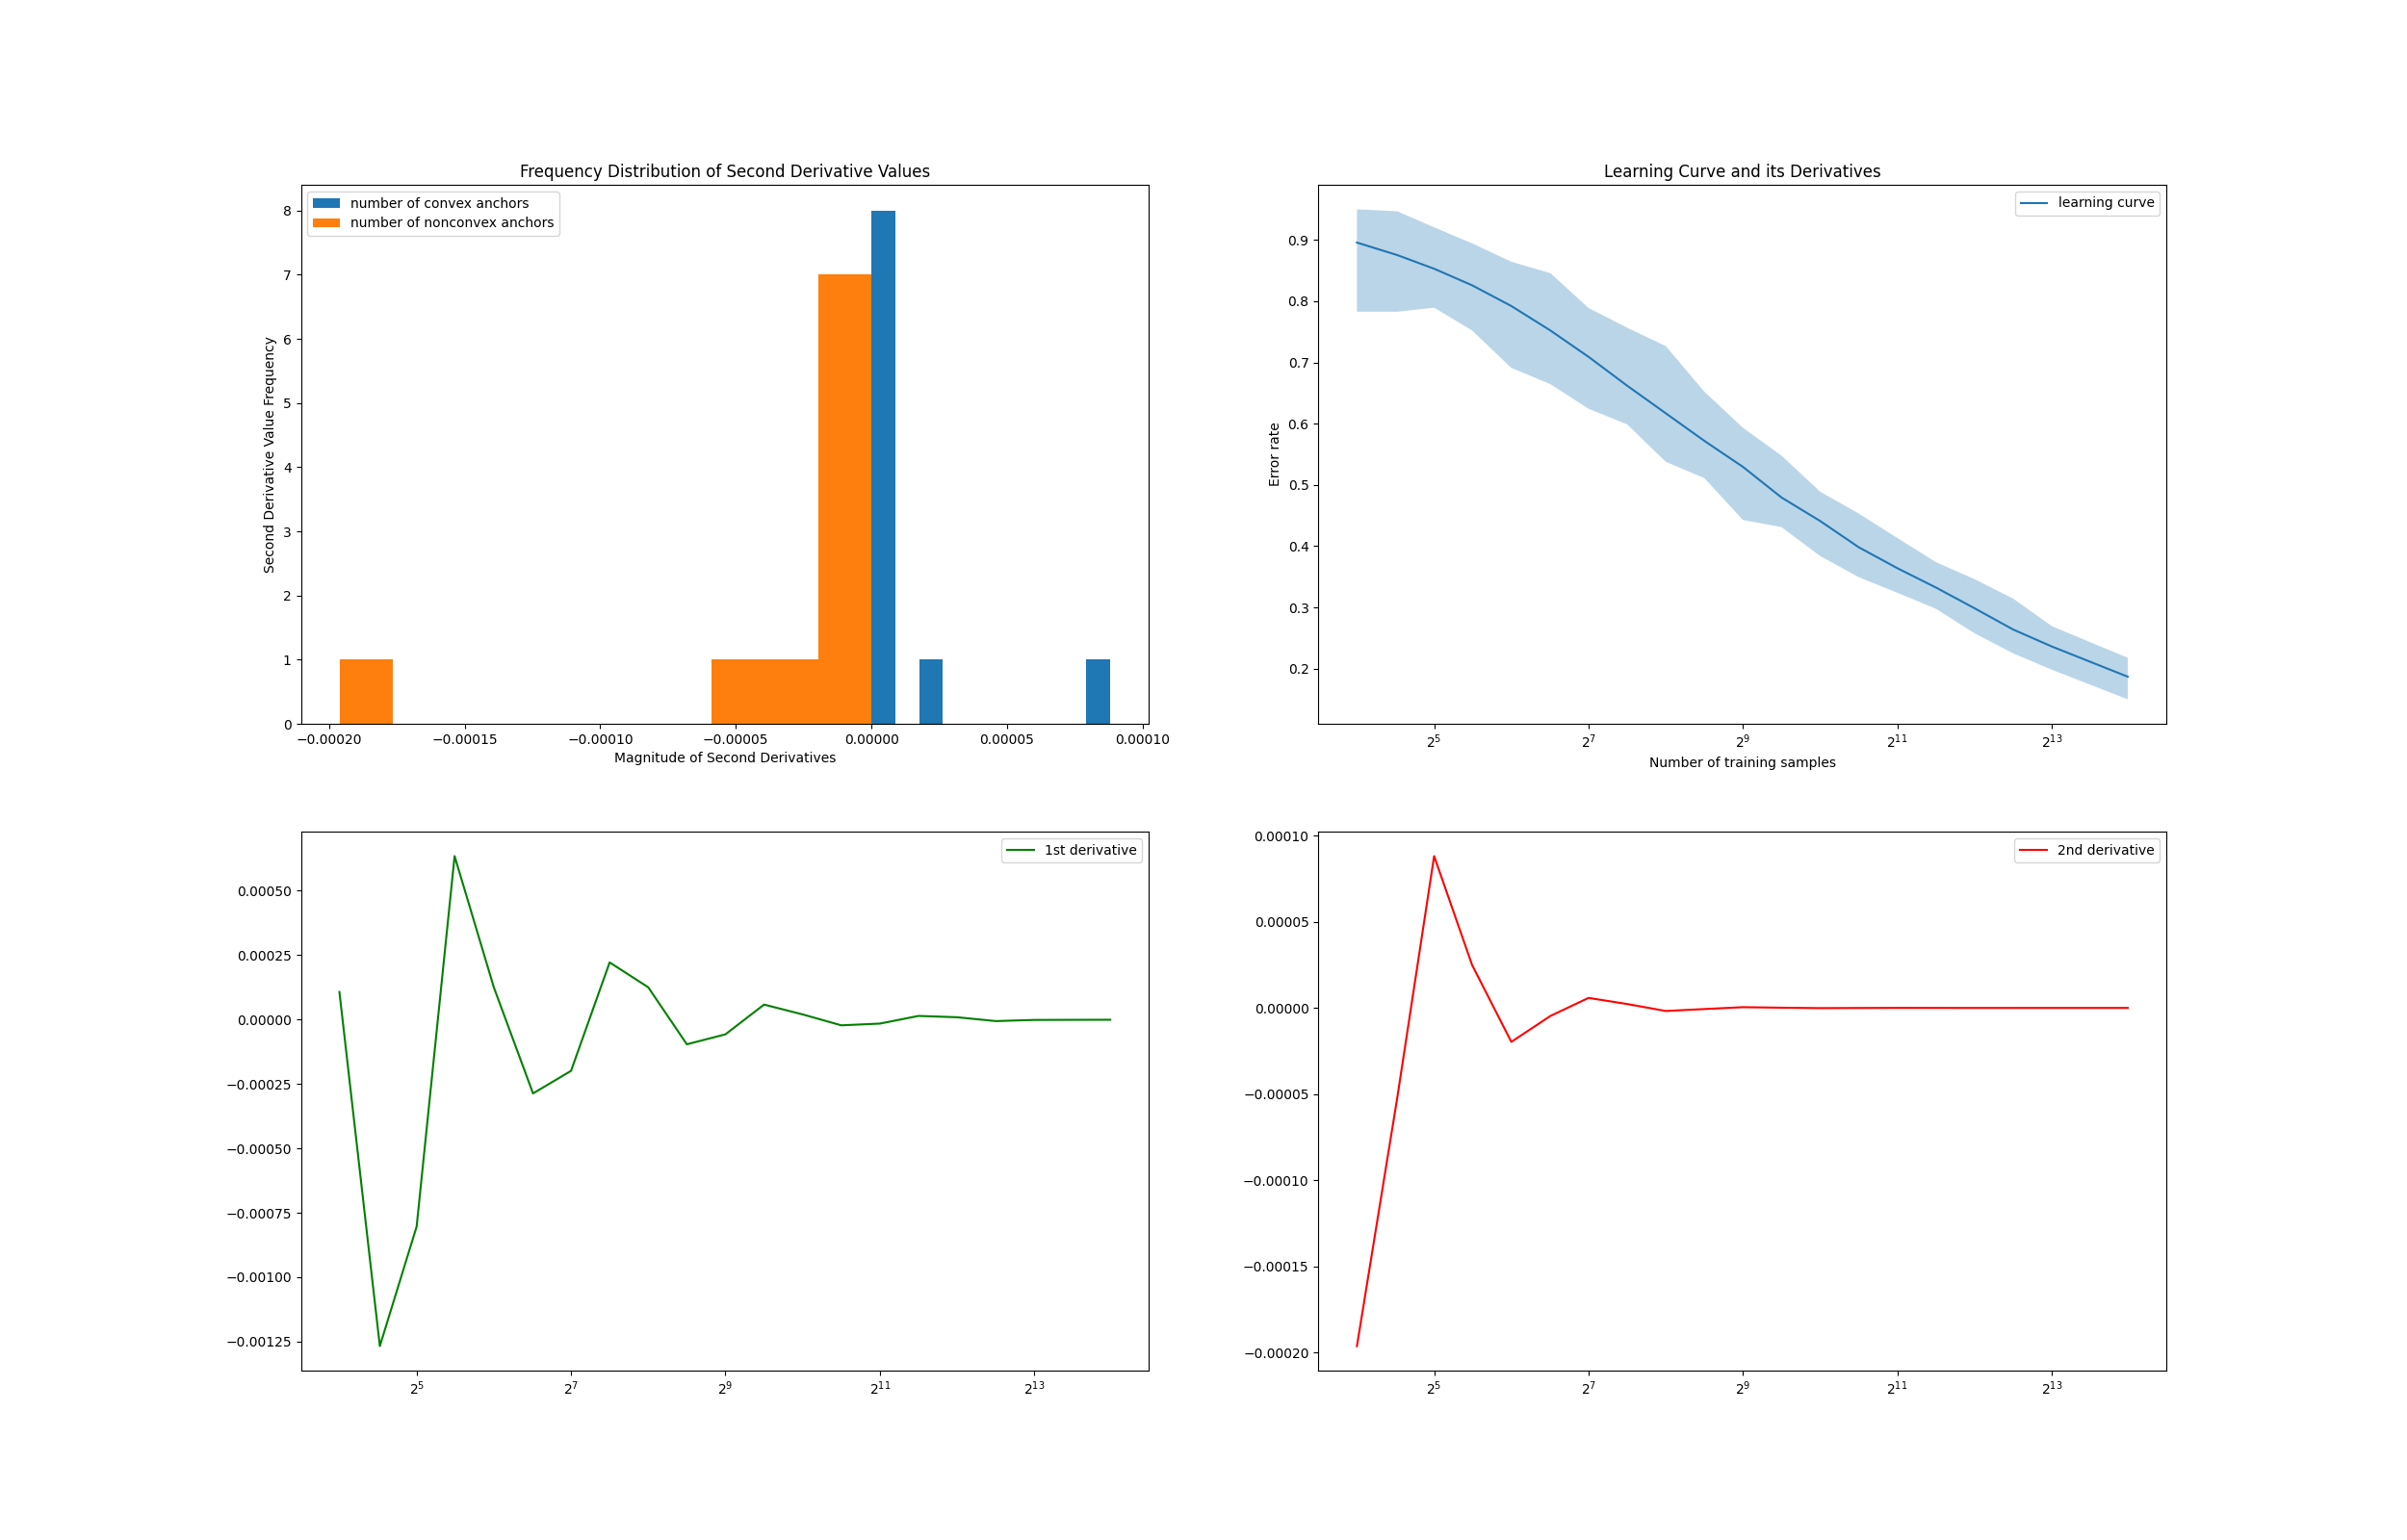 Frequency Distribution of Second Derivative Values
number of convex anchors
number of nonconvex anchors
8
7
6
5
4
3
2
1
0
Second Derivative Value Frequency
−0.00020 −0.00015 −0.00010 −0.00005 0.00000 0.00005 0.00010
Magnitude of Second Derivatives
Learning Curve and its Derivatives
learning curve
0.9
0.8
0.7
0.6
0.5
0.4
0.3
0.2
Error rate
2^5 2^7 2^9 2^11 2^13
Number of training samples
1st derivative
0.00050
0.00025
0.00000
−0.00025
−0.00050
−0.00075
−0.00100
−0.00125
2^5 2^7 2^9 2^11 2^13
2nd derivative
0.00010
0.00005
0.00000
−0.00005
−0.00010
−0.00015
−0.00020
2^5 2^7 2^9 2^11 2^13